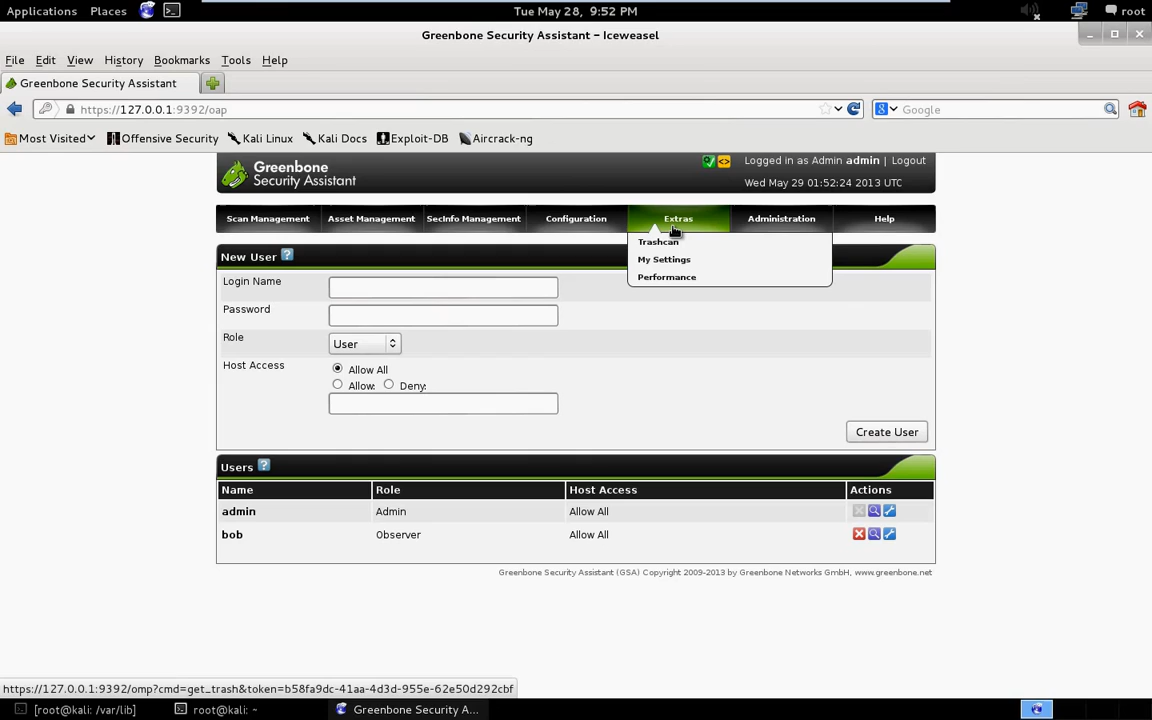 Applications Places Tue May 28, 9:52 PM root
Greenbone Security Assistant - Iceweasel
File Edit View History Bookmarks Tools Help
Greenbone Security Assistant
https://127.0.0.1:9392/oap Google
Most Visited Offensive Security Kali Linux Kali Docs Exploit-DB Aircrack-ng
Greenbone
Security Assistant
Logged in as Admin admin | Logout
Wed May 29 01:52:24 2013 UTC
Scan Management Asset Management SecInfo Management Configuration Extras Administration Help
Trashcan
My Settings
Performance
New User ?
Login Name
Password
Role User
Host Access Allow All
Allow: Deny:
Create User
Users ?
Name Role Host Access Actions
admin Admin Allow All
bob Observer Allow All
Greenbone Security Assistant (GSA) Copyright 2009-2013 by Greenbone Networks GmbH, www.greenbone.net
https://127.0.0.1:9392/omp?cmd=get_trash&token=b58fa9dc-41aa-4d3d-955e-62e50d292cbf
[root@kali: /var/lib] root@kali: ~ Greenbone Security A...